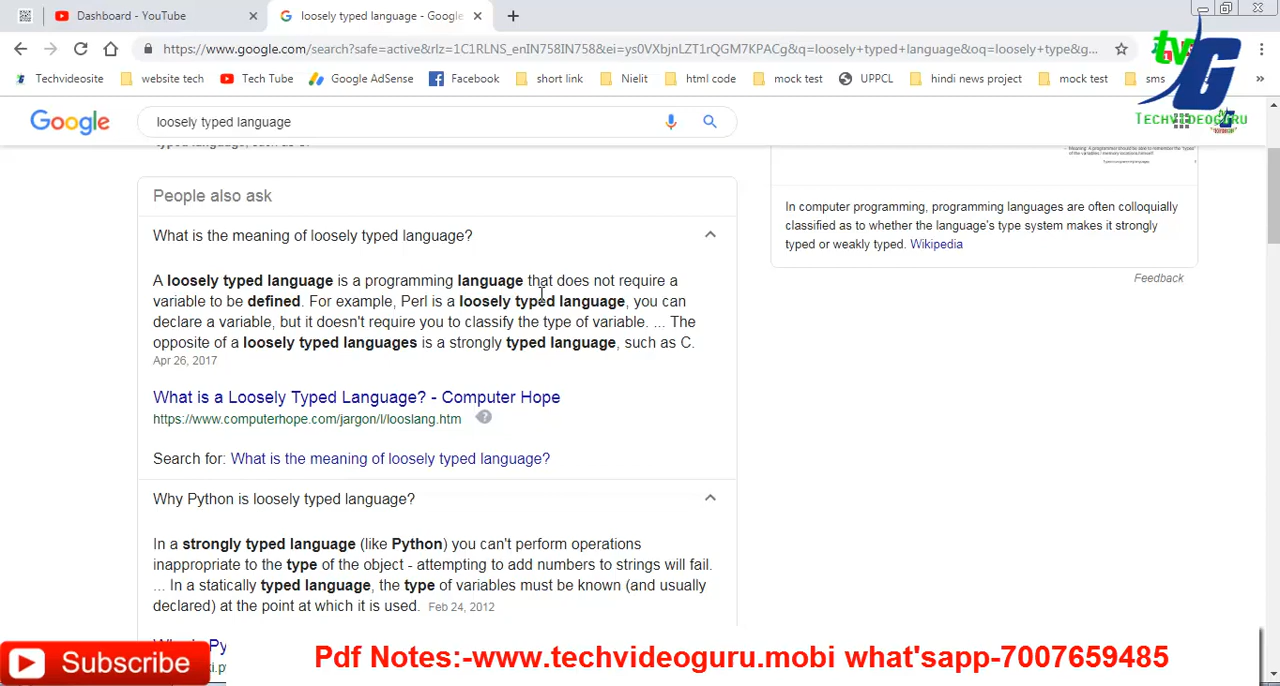 Dashboard - YouTube
loosely typed language - Google
https://www.google.com/search?safe=active&rlz=1C1RLNS_enIN758IN758&ei=ys0VXbjnLZT1rQGM7KPACg&q=loosely+typed+language&oq=loosely+type&g...
Techvideosite
website tech
Tech Tube
Google AdSense
Facebook
short link
Nielit
html code
mock test
UPPCL
hindi news project
mock test
sms
»
tv
G
TECHVIDEOGURU
Google
loosely typed language
typed language, such as C.
People also ask
What is the meaning of loosely typed language?
A loosely typed language is a programming language that does not require a
variable to be defined. For example, Perl is a loosely typed language, you can
declare a variable, but it doesn't require you to classify the type of variable. ... The
opposite of a loosely typed languages is a strongly typed language, such as C.
Apr 26, 2017
What is a Loosely Typed Language? - Computer Hope
https://www.computerhope.com/jargon/l/looslang.htm
Search for: What is the meaning of loosely typed language?
Why Python is loosely typed language?
In a strongly typed language (like Python) you can't perform operations
inappropriate to the type of the object - attempting to add numbers to strings will fail.
... In a statically typed language, the type of variables must be known (and usually
declared) at the point at which it is used. Feb 24, 2012
In computer programming, programming languages are often colloquially
classified as to whether the language's type system makes it strongly
typed or weakly typed. Wikipedia
Feedback
Subscribe
Pdf Notes:-www.techvideoguru.mobi what'sapp-7007659485